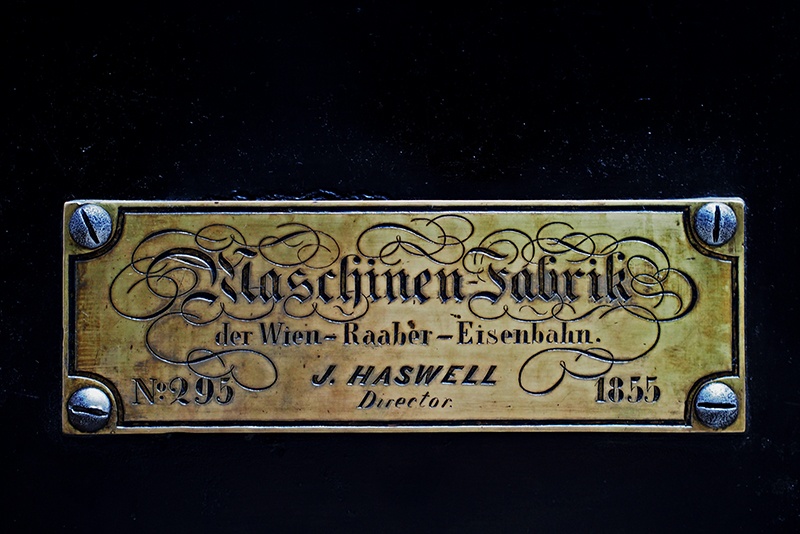 Maschinen-Fabrik
der Wien-Raaber-Eisenbahn.
J. HASWELL
No. 295
Director.
1855